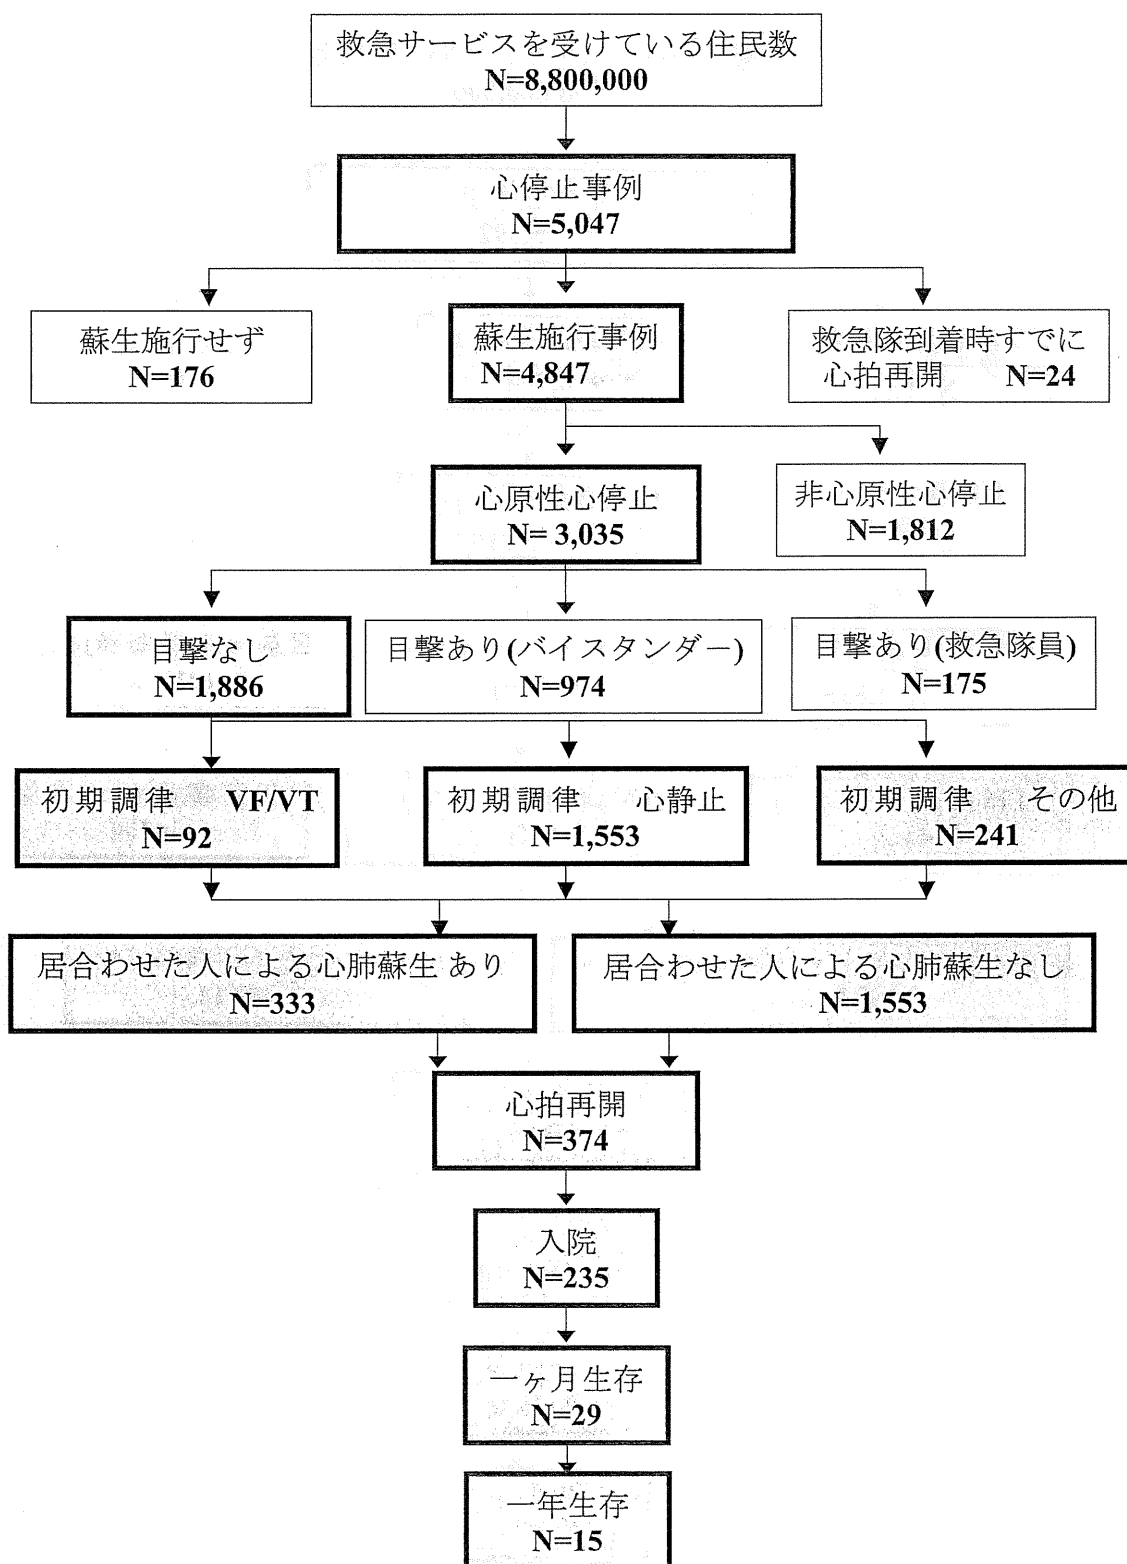 救急サービスを受けている住民数
N=8,800,000
心停止事例
N=5,047
蘇生施行せず
N=176
蘇生施行事例
N=4,847
救急隊到着時すでに
心拍再開 N=24
心原性心停止
N= 3,035
非心原性心停止
N=1,812
目撃なし
N=1,886
目撃あり(バイスタンダー)
N=974
目撃あり(救急隊員)
N=175
初期調律 VF/VT
N=92
初期調律 心静止
N=1,553
初期調律 その他
N=241
居合わせた人による心肺蘇生 あり
N=333
居合わせた人による心肺蘇生なし
N=1,553
心拍再開
N=374
入院
N=235
一ヶ月生存
N=29
一年生存
N=15